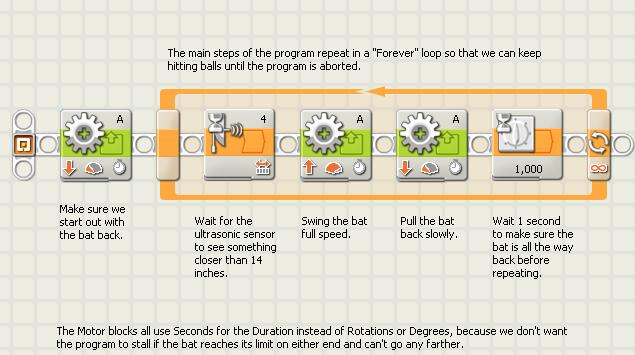 The main steps of the program repeat in a "Forever" loop so that we can keep
hitting balls until the program is aborted.
A
4
A
A
1,000
Make sure we
start out with
the bat back.
Wait for the
ultrasonic sensor
to see something
closer than 14
inches.
Swing the bat
full speed.
Pull the bat
back slowly.
Wait 1 second
to make sure the
bat is all the way
back before
repeating.
The Motor blocks all use Seconds for the Duration instead of Rotations or Degrees, because we don't want
the program to stall if the bat reaches its limit on either end and can't go any farther.